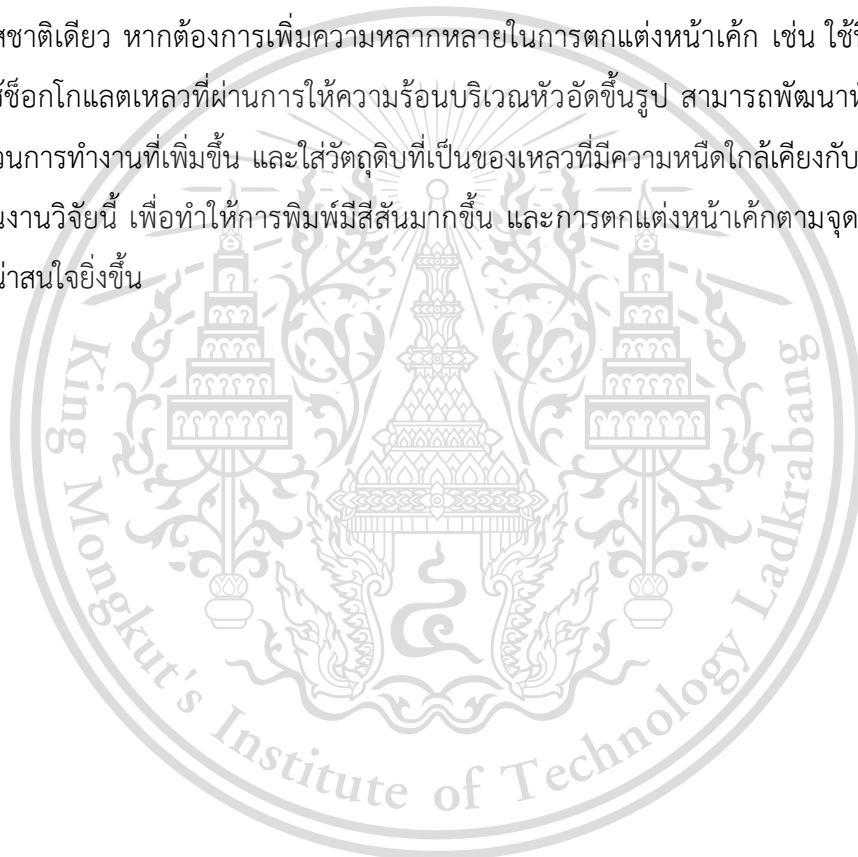 สชาติเดียว หากต้องการเพิ่มความหลากหลายในการตกแต่งหน้าเค้ก เช่น ใช้
ช็อกโกแลตเหลวที่ผ่านการให้ความร้อนบริเวณหัวอัดขึ้นรูป สามารถพัฒนา
วนการทำงานที่เพิ่มขึ้น และใส่วัตถุดิบที่เป็นของเหลวที่มีความหนืดใกล้เคียงกับ
นงานวิจัยนี้ เพื่อทำให้การพิมพ์มีสีสันมากขึ้น และการตกแต่งหน้าเค้กตามจุด
น่าสนใจยิ่งขึ้น
King Mongkut's Institute of Technology Ladkrabang